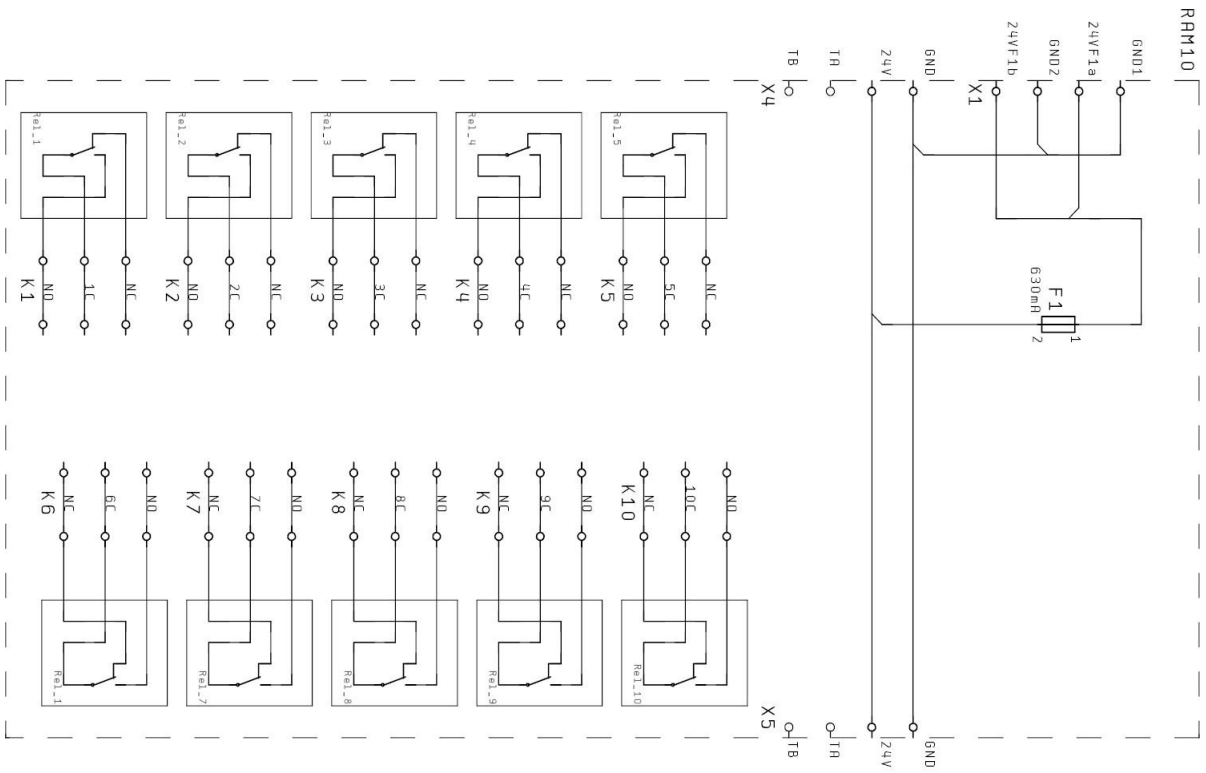 RAM10
GND1
24VF1a
GND2
24VF1b
X1
GND
24V
TA
TB
X4
F1
630mA
1
2
Rel_1
Rel_2
Rel_3
Rel_4
Rel_5
NO
1C
NC
K1
NO
2C
NC
K2
NO
3C
NC
K3
NO
4C
NC
K4
NO
5C
NC
K5
NC
6C
NO
K6
NC
7C
NO
K7
NC
8C
NO
K8
NC
9C
NO
K9
NC
10C
NO
K10
Rel_1
Rel_7
Rel_8
Rel_9
Rel_10
X5
TB
TA
24V
GND